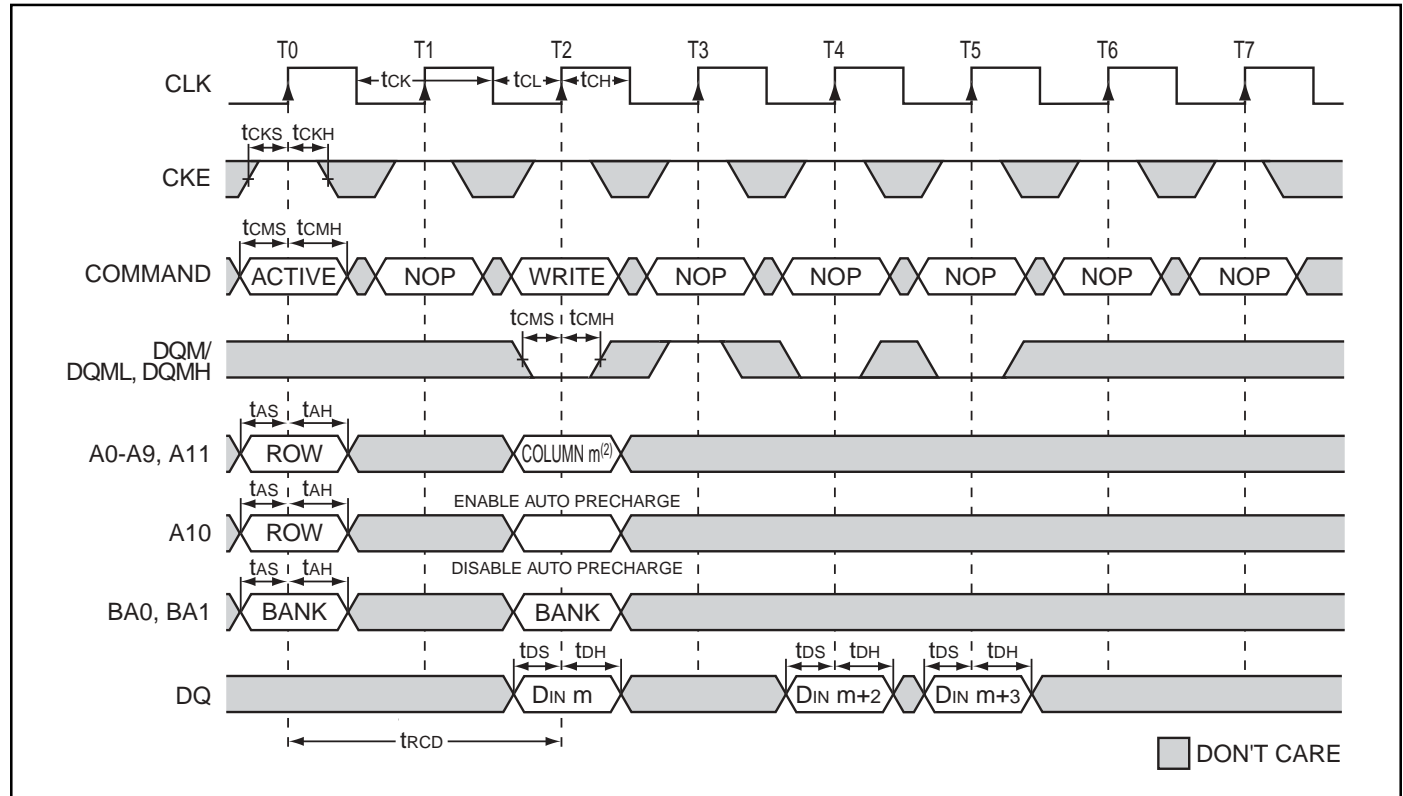 T0 T1 T2 T3 T4 T5 T6 T7
CLK tCK tCL tCH
tCKS tCKH
CKE
tCMS tCMH
COMMAND ACTIVE NOP WRITE NOP NOP NOP NOP NOP
tCMS tCMH
DQM/
DQML, DQMH
tAS tAH
A0-A9, A11 ROW COLUMN m(2)
tAS tAH ENABLE AUTO PRECHARGE
A10 ROW
DISABLE AUTO PRECHARGE
tAS tAH
BA0, BA1 BANK BANK
tDS tDH tDS tDH tDS tDH
DQ DIN m DIN m+2 DIN m+3
tRCD
DON'T CARE